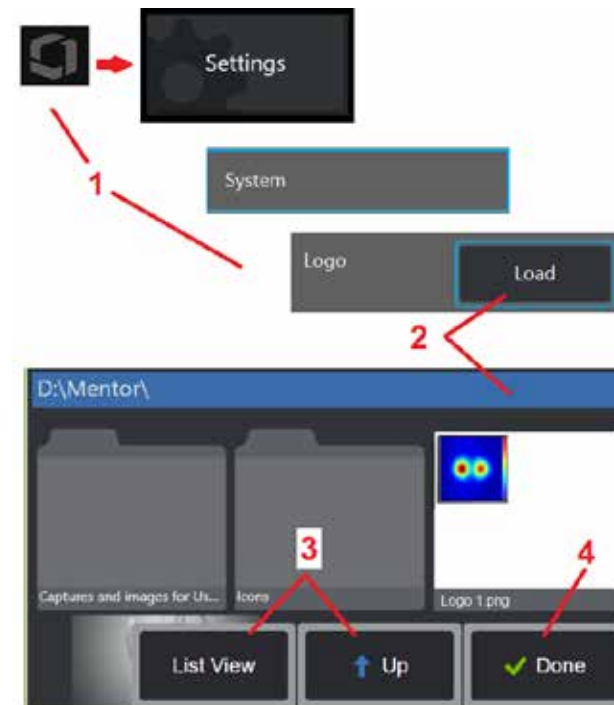 Settings
System
1
Logo
Load
2
D:\Mentor\
3
4
Captures and images for Us...
Icons
Logo 1.png
List View
Up
Done